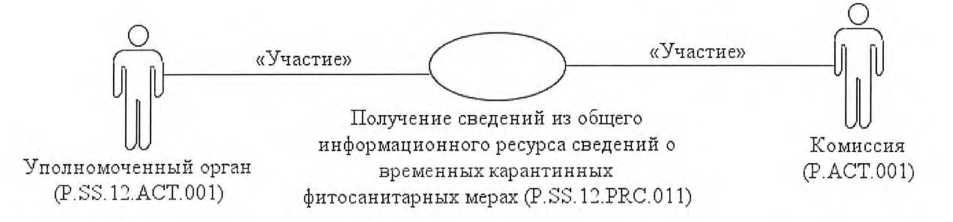 «Участие»
«Участие»
Получение сведений из общего
информационного ресурса сведений о
временных карантинных
фитосанитарных мерах (P.SS.12.PRC.011)
Уполномоченный орган
(P.SS.12.ACT.001)
Комиссия
(P.ACT.001)